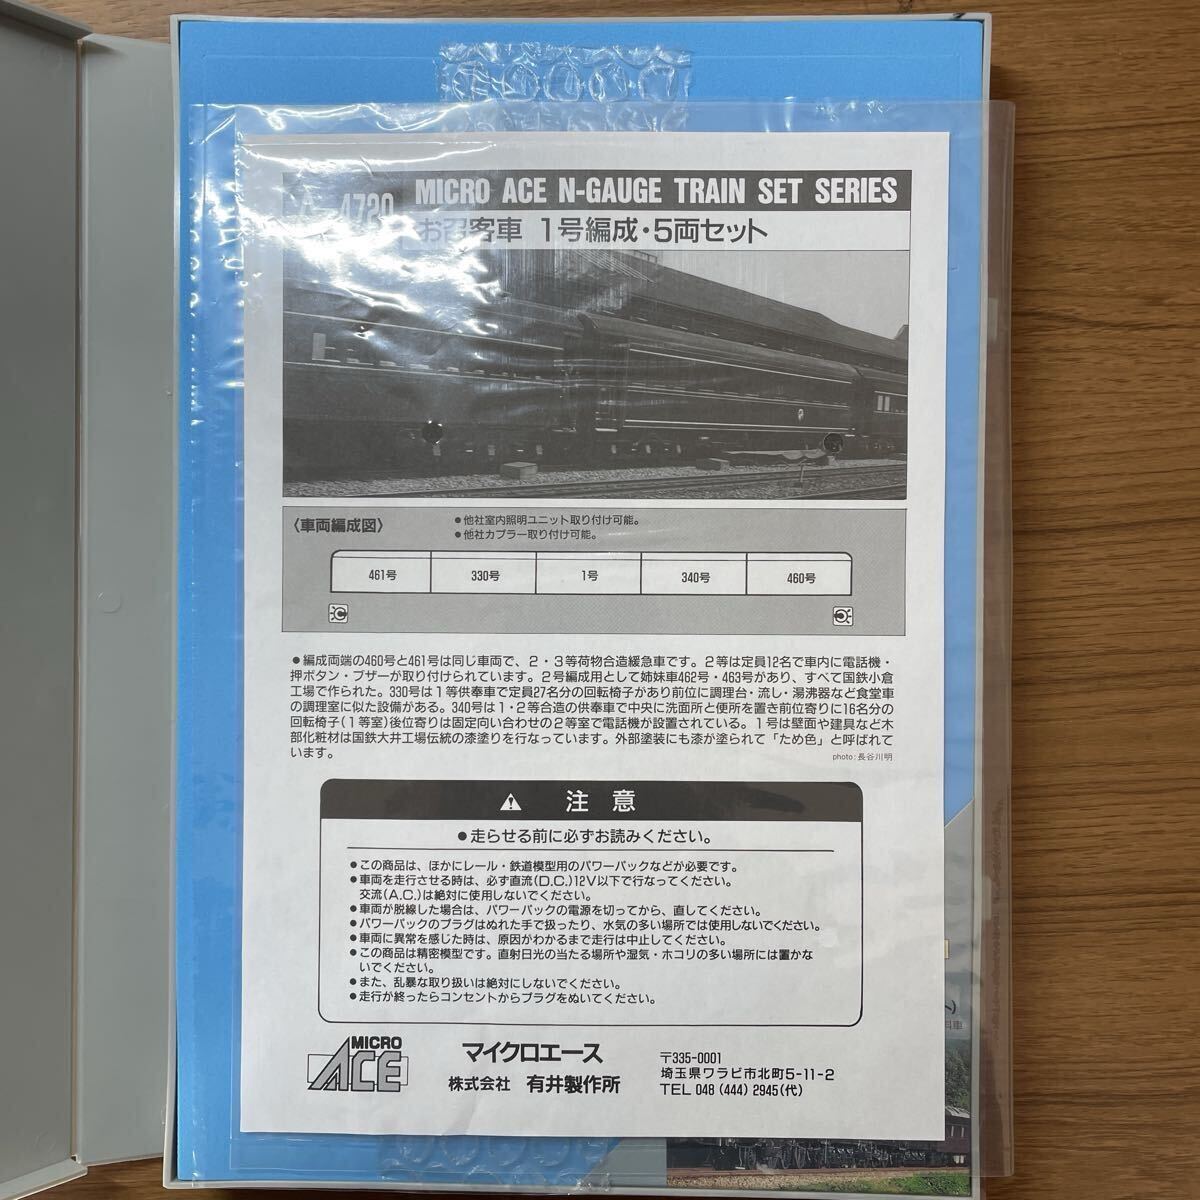 A 4720
MICRO ACE N-GAUGE TRAIN SET SERIES
お召客車 1号編成・5両セット
〈車両編成図〉
●他社室内照明ユニット取り付け可能。
●他社カプラー取り付け可能。
461号 330号 1号 340号 460号
●編成両端の460号と461号は同じ車両で、2・3等荷物合造緩急車です。2等は定員12名で車内に電話機・
押ボタン・ブザーが取り付けられています。2号編成用として姉妹車462号・463号があり、すべて国鉄小倉
工場で作られた。330号は1等供奉車で定員27名分の回転椅子があり前位に調理台・流し・湯沸器など食堂車
の調理室に似た設備がある。340号は1・2等合造の供奉車で中央に洗面所と便所を置き前位寄りに16名分の
回転椅子(1等室)後位寄りは固定向い合わせの2等室で電話機が設置されている。1号は壁面や建具など木
部化粧材は国鉄大井工場伝統の漆塗りを行なっています。外部塗装にも漆が塗られて「ため色」と呼ばれて
います。
photo:長谷川明
注 意
●走らせる前に必ずお読みください。
●この商品は、ほかにレール・鉄道模型用のパワーパックなどが必要です。
●車両を走行させる時は、必ず直流(D.C.)12V以下で行なってください。
交流(A.C.)は絶対に使用しないでください。
●車両が脱線した場合は、パワーパックの電源を切ってから、直してください。
●パワーパックのプラグはぬれた手で扱ったり、水気の多い場所では使用しないでください。
●車両に異常を感じた時は、原因がわかるまで走行は中止してください。
●この商品は精密模型です。直射日光の当たる場所や湿気・ホコリの多い場所には置かな
いでください。
●また、乱暴な取り扱いは絶対にしないでください。
●走行が終ったらコンセントからプラグをぬいてください。
MICRO
ACE
マイクロエース
株式会社 有井製作所
〒335-0001
埼玉県ワラビ市北町5-11-2
TEL 048 (444) 2945(代)